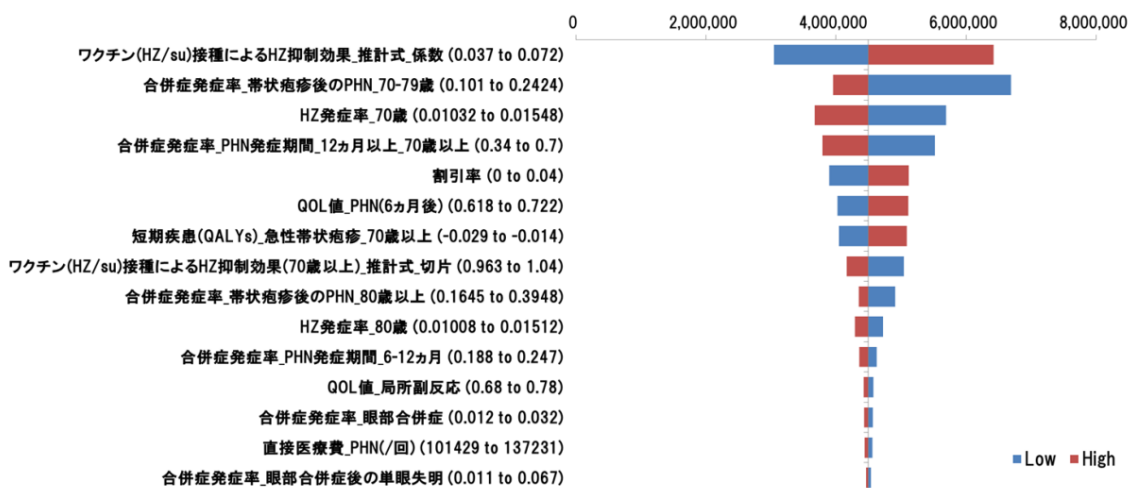 0 2,000,000 4,000,000 6,000,000 8,000,000
ワクチン(HZ/su)接種によるHZ抑制効果_推計式_係数 (0.037 to 0.072)
合併症発症率_帯状疱疹後のPHN_70-79歳 (0.101 to 0.2424)
HZ発症率_70歳 (0.01032 to 0.01548)
合併症発症率_PHN発症期間_12ヵ月以上_70歳以上 (0.34 to 0.7)
割引率 (0 to 0.04)
QOL値_PHN(6ヵ月後) (0.618 to 0.722)
短期疾患(QALYs)_急性帯状疱疹_70歳以上 (-0.029 to -0.014)
ワクチン(HZ/su)接種によるHZ抑制効果(70歳以上)_推計式_切片 (0.963 to 1.04)
合併症発症率_帯状疱疹後のPHN_80歳以上 (0.1645 to 0.3948)
HZ発症率_80歳 (0.01008 to 0.01512)
合併症発症率_PHN発症期間_6-12ヵ月 (0.188 to 0.247)
QOL値_局所副反応 (0.68 to 0.78)
合併症発症率_眼部合併症 (0.012 to 0.032)
直接医療費_PHN(/回) (101429 to 137231)
合併症発症率_眼部合併症後の単眼失明 (0.011 to 0.067)
Low High